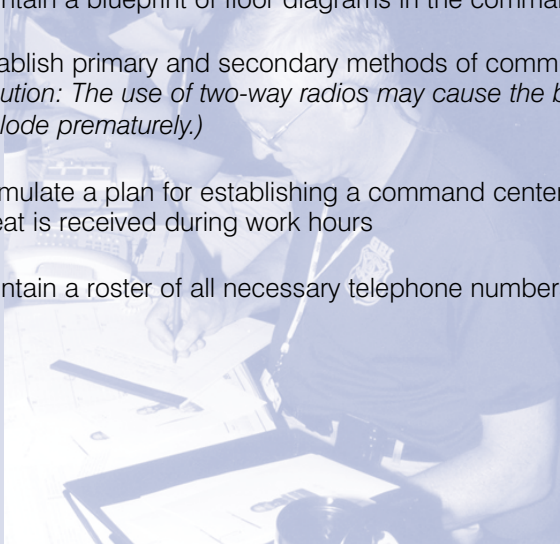 ntain a blueprint of floor diagrams in the comma
ablish primary and secondary methods of comm
ution: The use of two-way radios may cause the b
lode prematurely.)
mulate a plan for establishing a command center
eat is received during work hours
ntain a roster of all necessary telephone number